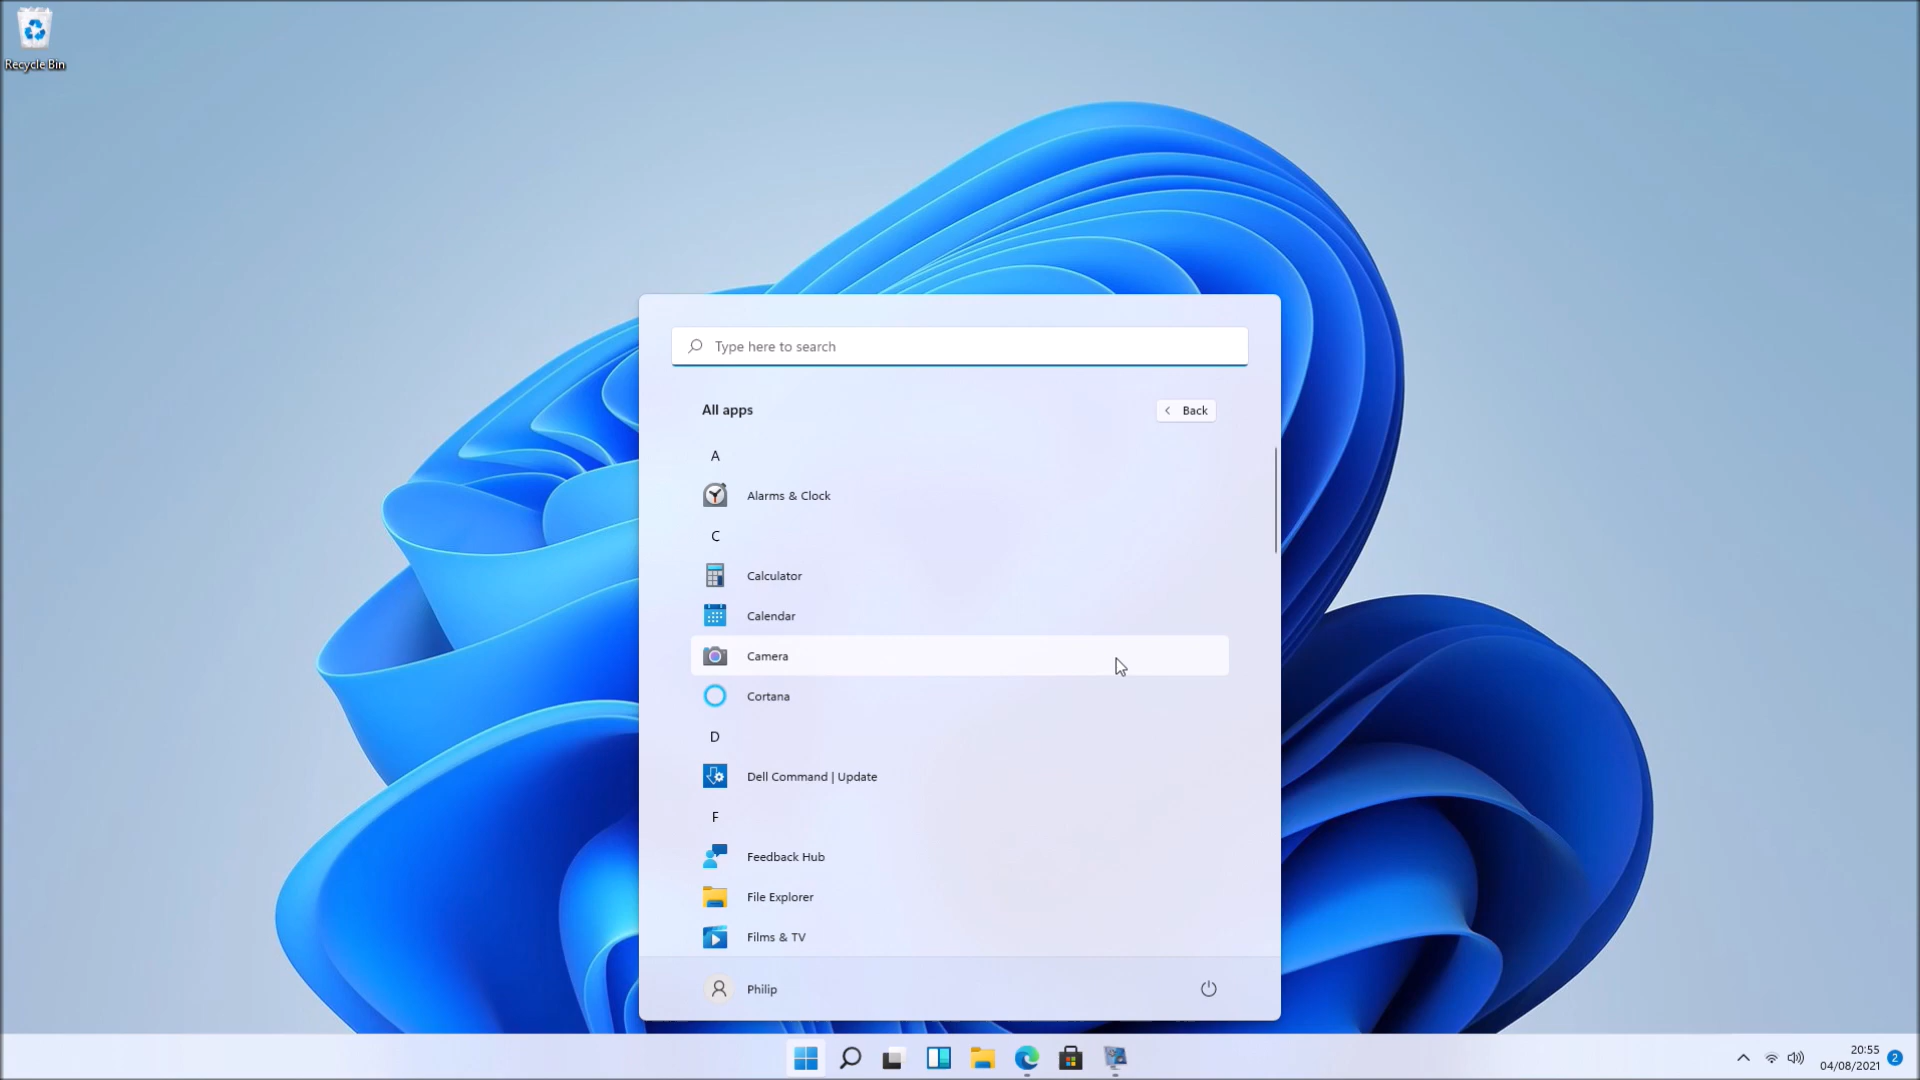 Recycle Bin
Type here to search
All apps
Back
A
Alarms & Clock
C
Calculator
Calendar
Camera
Cortana
D
Dell Command | Update
F
Feedback Hub
File Explorer
Films & TV
Philip
20:55
04/08/2021
2